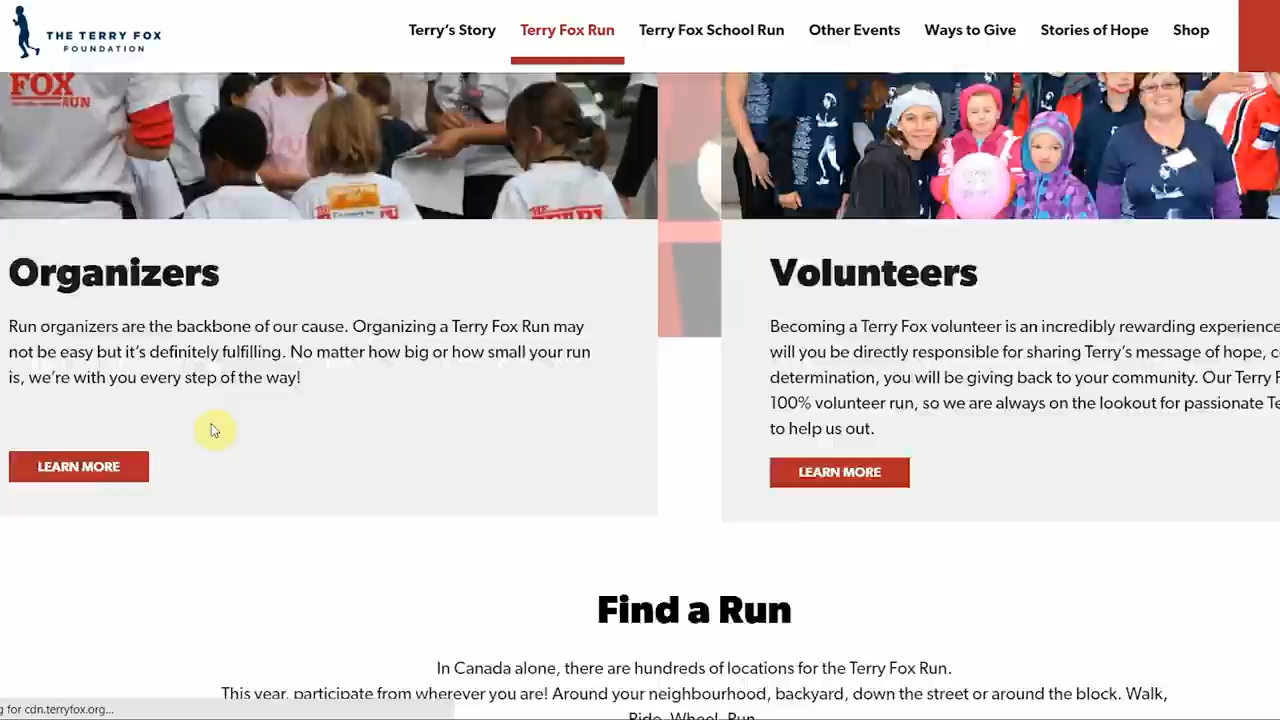 THE TERRY FOX
FOUNDATION
Terry's Story
Terry Fox Run
Terry Fox School Run
Other Events
Ways to Give
Stories of Hope
Shop
FOX
RUN
Organizers
Run organizers are the backbone of our cause. Organizing a Terry Fox Run may
not be easy but it's definitely fulfilling. No matter how big or how small your run
is, we're with you every step of the way!
LEARN MORE
Volunteers
Becoming a Terry Fox volunteer is an incredibly rewarding experience
will you be directly responsible for sharing Terry's message of hope, c
determination, you will be giving back to your community. Our Terry F
100% volunteer run, so we are always on the lookout for passionate Te
to help us out.
LEARN MORE
Find a Run
In Canada alone, there are hundreds of locations for the Terry Fox Run.
This year, participate from wherever you are! Around your neighbourhood, backyard, down the street or around the block. Walk,
Ride, Wheel, Run
g for cdn.terryfox.org...